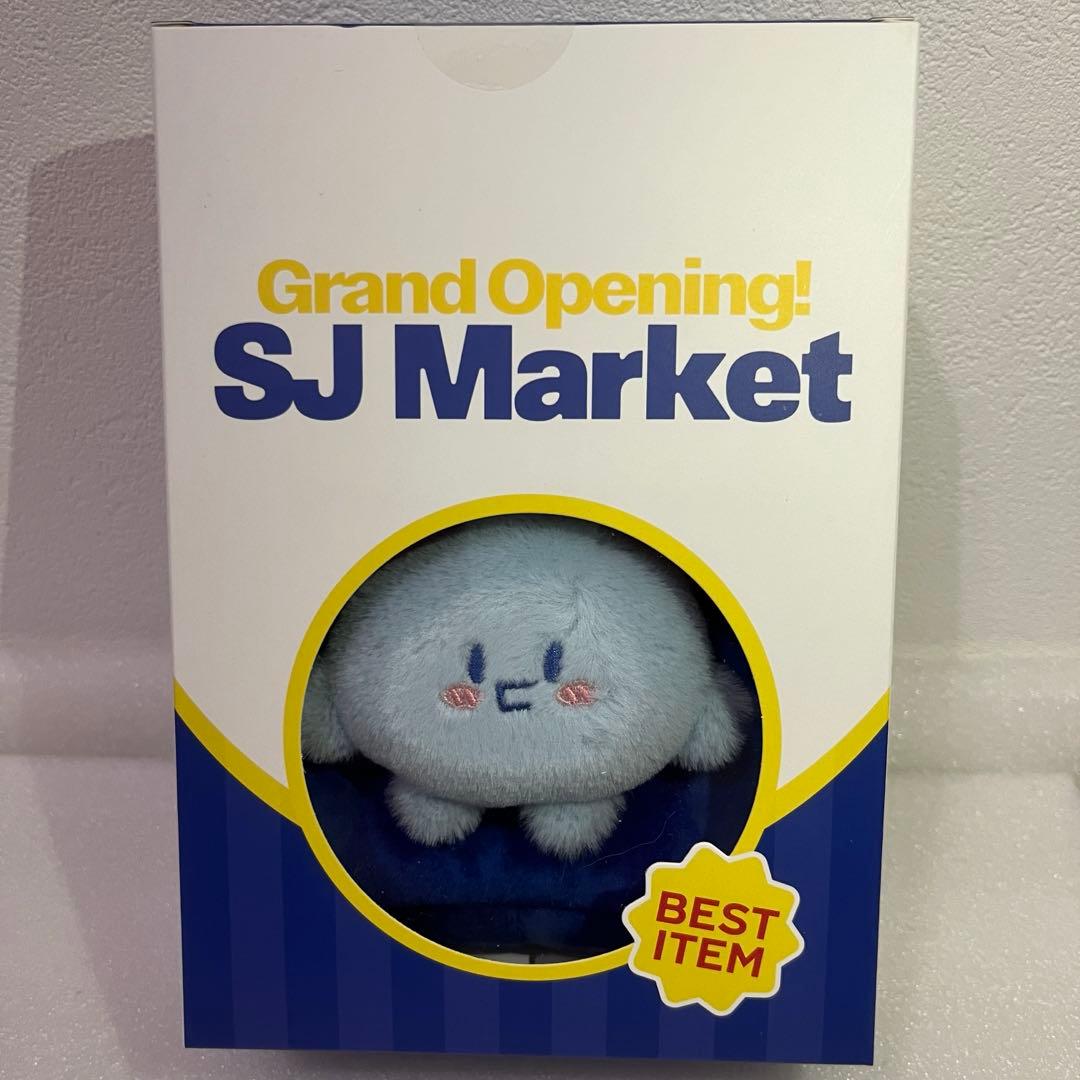 Grand Opening!
SJ Market
BEST
ITEM